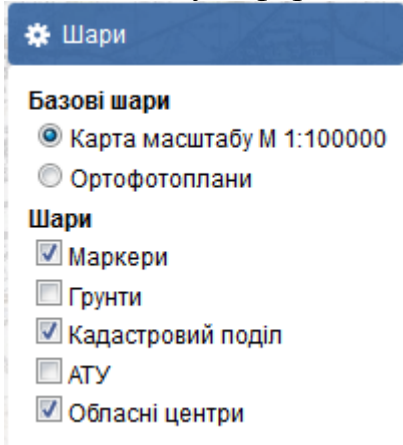 Шари
Базові шари
Карта масштабу М 1:100000
Ортофотоплани
Шари
Маркери
Грунти
Кадастровий поділ
АТУ
Обласні центри